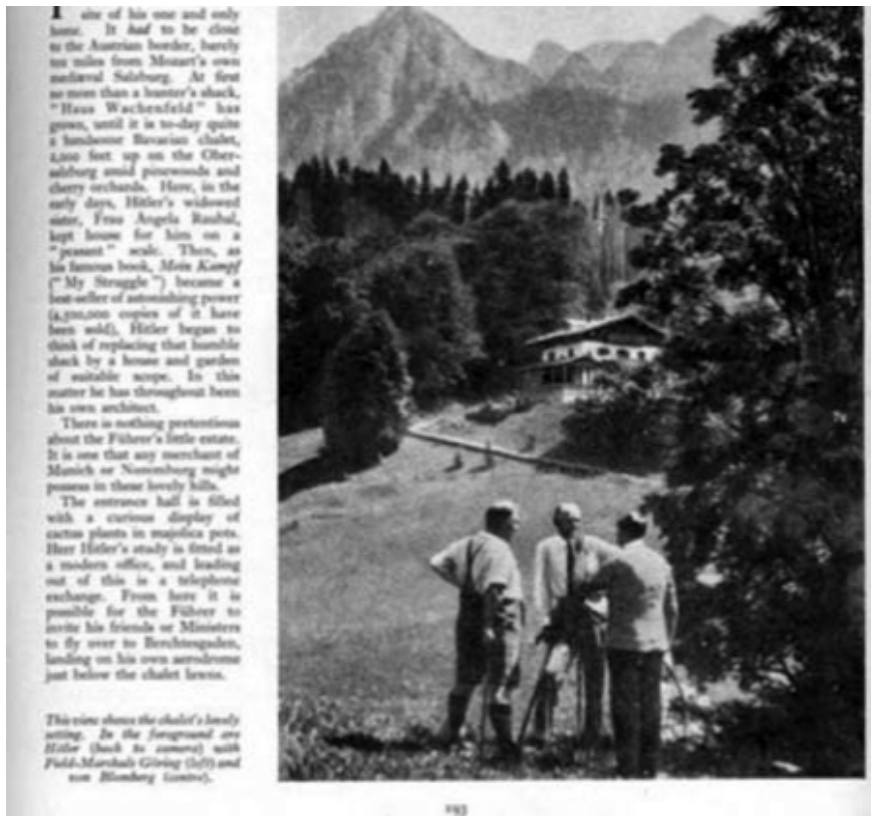 I site of his one and only
home. It had to be close
to the Austrian border, barely
ten miles from Mozart's own
mediæval Salzburg. At first
no more than a hunter's shack,
"Haus Wachenfeld" has
grown, until it is to-day quite
a handsome Bavarian chalet,
2,000 feet up on the Ober-
salzburg amid pinewoods and
cherry orchards. Here, in the
early days, Hitler's widowed
sister, Frau Angela Raubal,
kept house for him on a
"peasant" scale. Then, as
his famous book, Mein Kampf
("My Struggle") became a
best-seller of astonishing power
(4,500,000 copies of it have
been sold), Hitler began to
think of replacing that humble
shack by a house and garden
of suitable scope. In this
matter he has throughout been
his own architect.
There is nothing pretentious
about the Führer's little estate.
It is one that any merchant of
Munich or Nuremburg might
possess in these lovely hills.
The entrance hall is filled
with a curious display of
cactus plants in majolica pots.
Herr Hitler's study is fitted as
a modern office, and leading
out of this is a telephone
exchange. From here it is
possible for the Führer to
invite his friends or Ministers
to fly over to Berchtesgaden,
landing on his own aerodrome
just below the chalet lawns.
This view shows the chalet's lovely
setting. In the foreground are
Hitler (back to camera) with
Field-Marshals Göring (left) and
von Blomberg (centre).
193